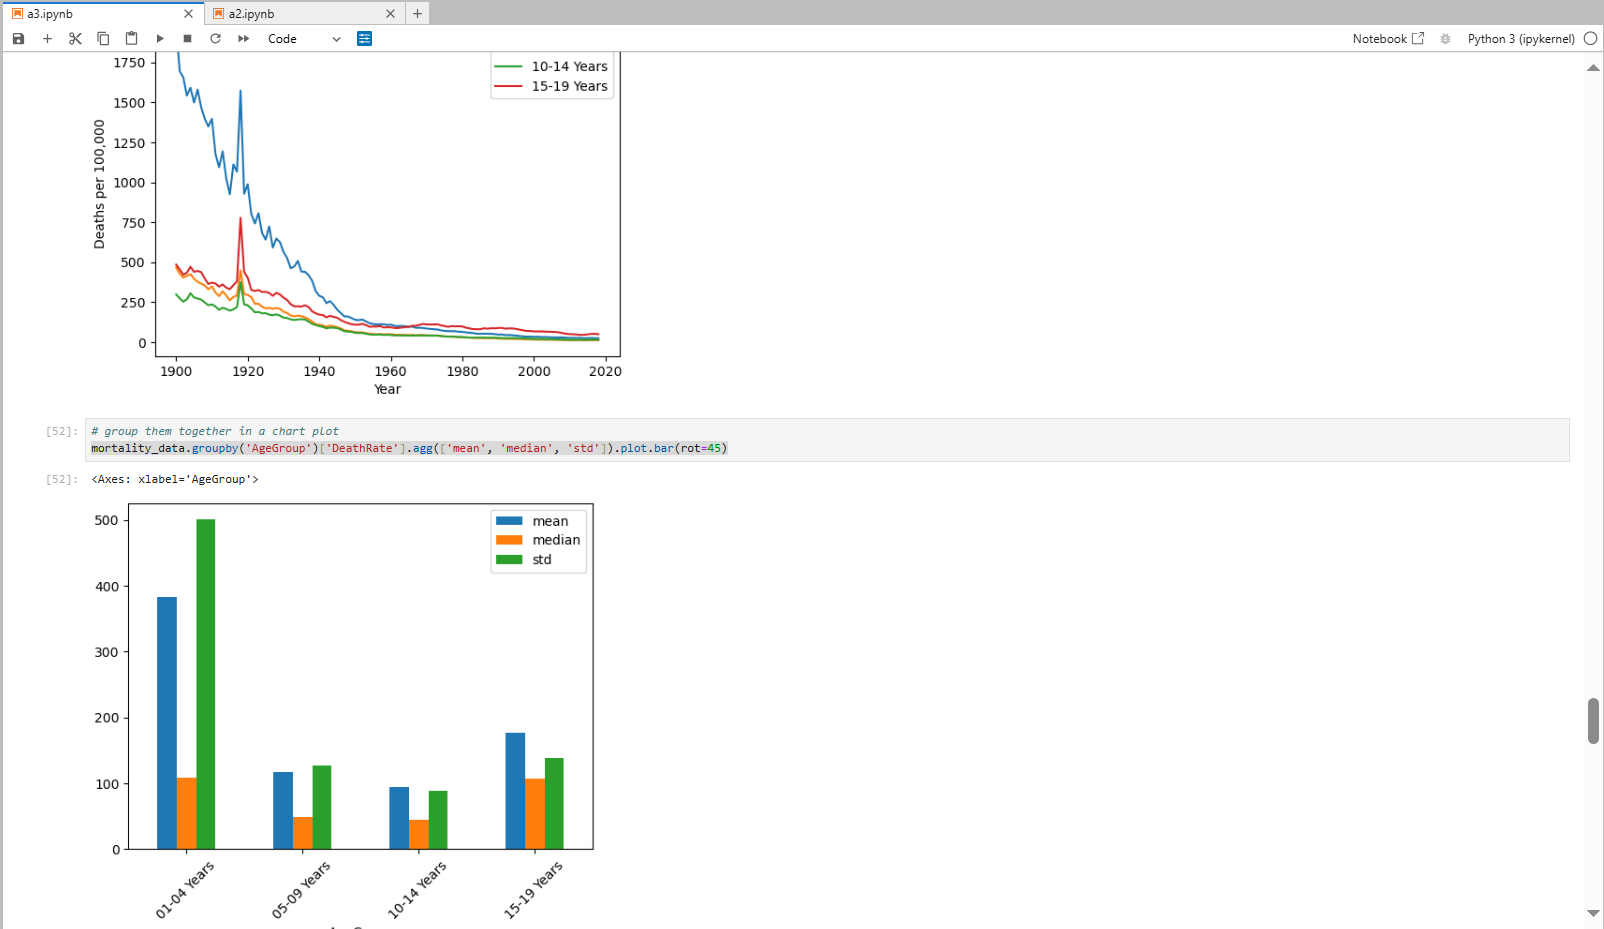 a3.ipynb
a2.ipynb
Code
Notebook
Python 3 (ipykernel)
1750
1500
1250
1000
750
500
250
0
Deaths per 100,000
10-14 Years
15-19 Years
1900 1920 1940 1960 1980 2000 2020
Year
[52]: # group them together in a chart plot
mortality_data.groupby('AgeGroup')['DeathRate'].agg(['mean', 'median', 'std']).plot.bar(rot=45)
[52]: <Axes: xlabel='AgeGroup'>
500
400
300
200
100
0
mean
median
std
01-04 Years
05-09 Years
10-14 Years
15-19 Years